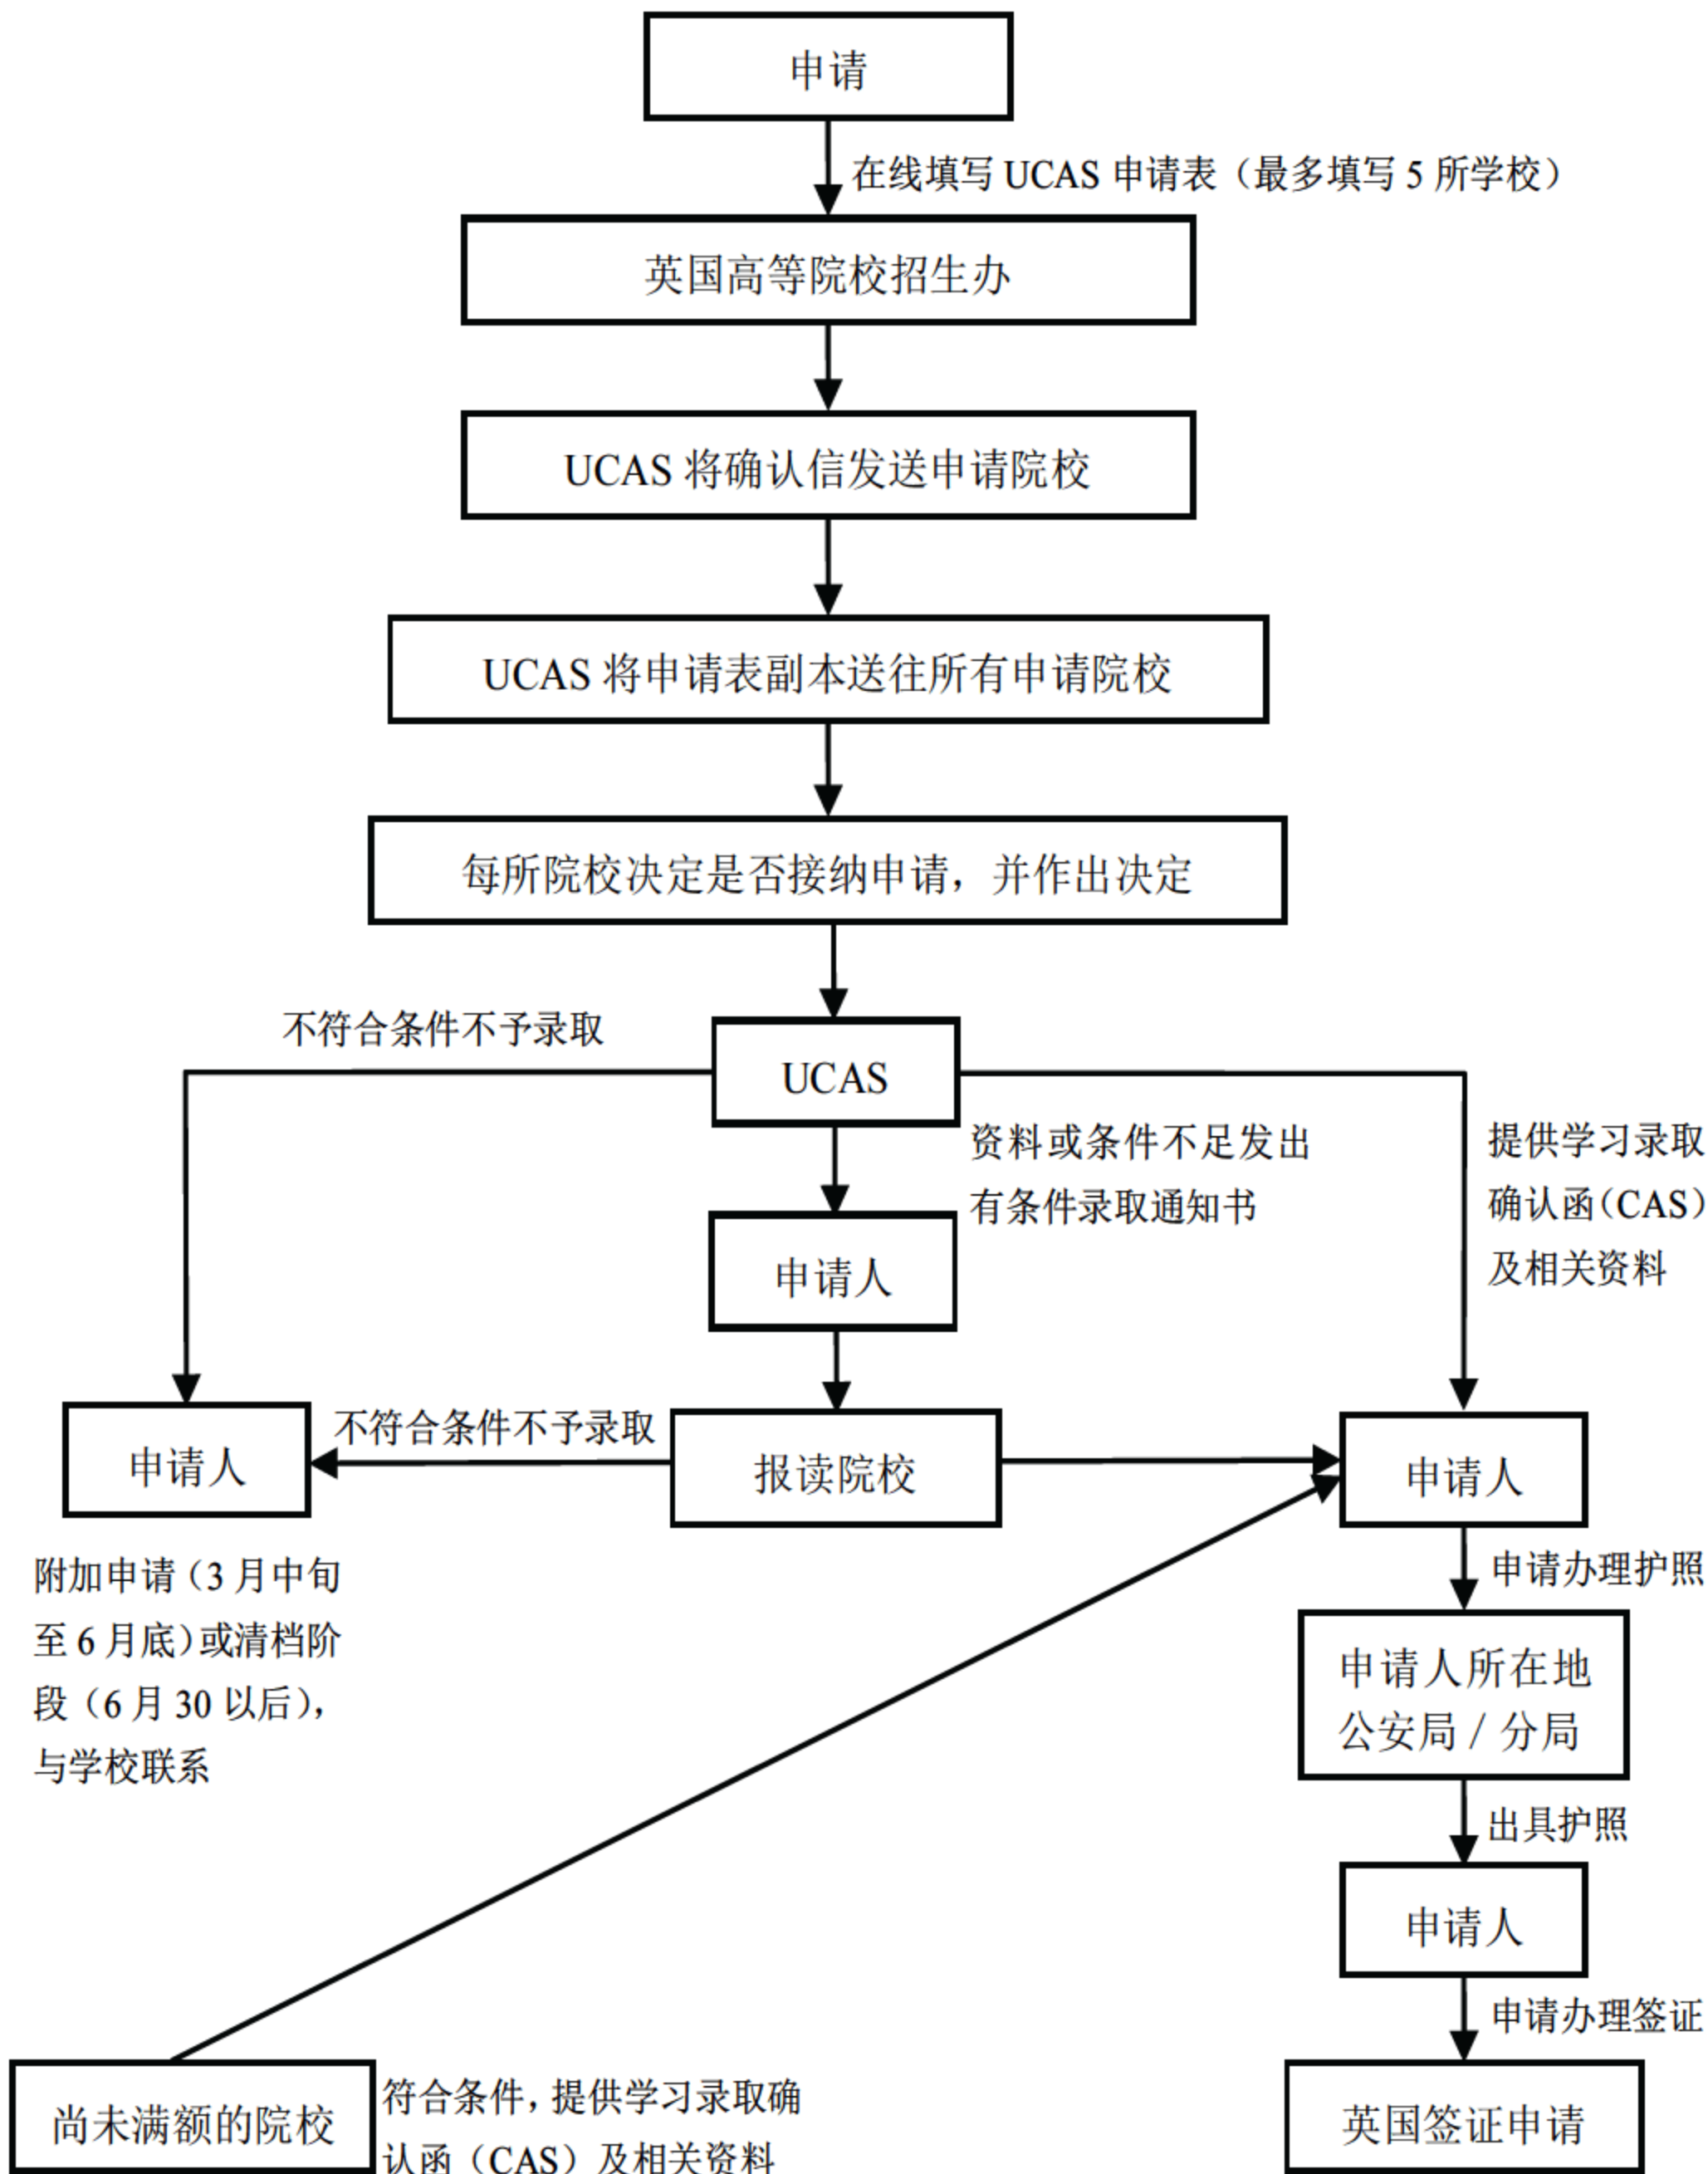 申请
在线填写 UCAS 申请表（最多填写 5 所学校）
英国高等院校招生办
UCAS 将确认信发送申请院校
UCAS 将申请表副本送往所有申请院校
每所院校决定是否接纳申请，并作出决定
不符合条件不予录取
UCAS
资料或条件不足发出
有条件录取通知书
提供学习录取
确认函（CAS）
及相关资料
申请人
申请人
不符合条件不予录取
报读院校
申请人
附加申请（3 月中旬
至 6 月底）或清档阶
段（6 月 30 以后），
与学校联系
申请办理护照
申请人所在地
公安局 / 分局
出具护照
申请人
申请办理签证
尚未满额的院校
符合条件，提供学习录取确
认函（CAS）及相关资料
英国签证申请